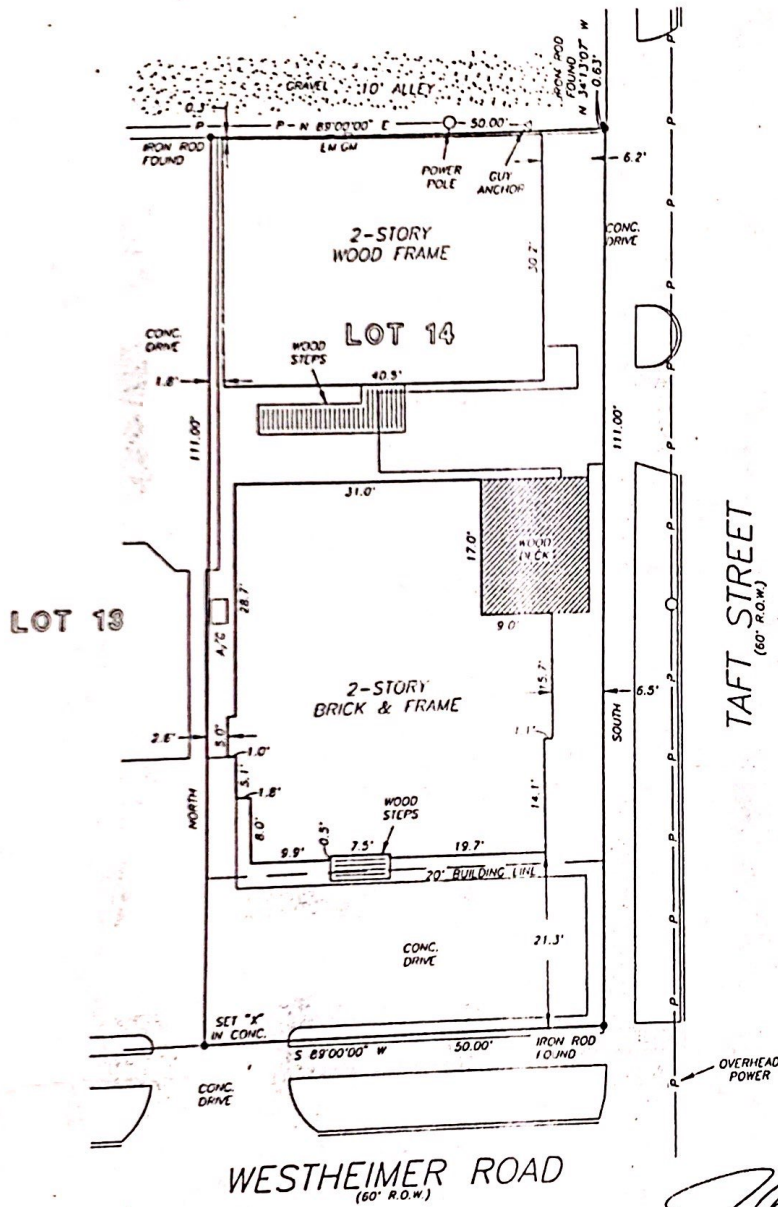 GRAVEL 10' ALLEY
IRON ROD
FOUND
N 34°13'07" W
0.63'
0.3'
P
P
N 89°00'00" E
50.00'
IRON ROD
FOUND
EM GM
POWER
POLE
GUY
ANCHOR
6.2'
CONC.
DRIVE
2-STORY
WOOD FRAME
30.2'
LOT 14
CONC.
DRIVE
WOOD
STEPS
1.8'
40.5'
111.00'
111.00'
31.0'
17.0'
WOOD
DECK
9.0'
28.7'
A/C
LOT 13
2-STORY
BRICK & FRAME
15.7'
6.5'
SOUTH
TAFT STREET
(60' R.O.W.)
2.6'
5.0'
1.0'
1.1'
5.1'
1.8'
8.0'
14.1'
NORTH
WOOD
STEPS
9.9'
0.5'
7.5'
19.7'
20' BUILDING LINE
21.3'
CONC.
DRIVE
SET "X"
IN CONC.
S 89°00'00" W
50.00'
IRON ROD
FOUND
CONC.
DRIVE
OVERHEAD
POWER
P
P
P
P
P
P
P
P
P
P
P
P
P
WESTHEIMER ROAD
(60' R.O.W.)